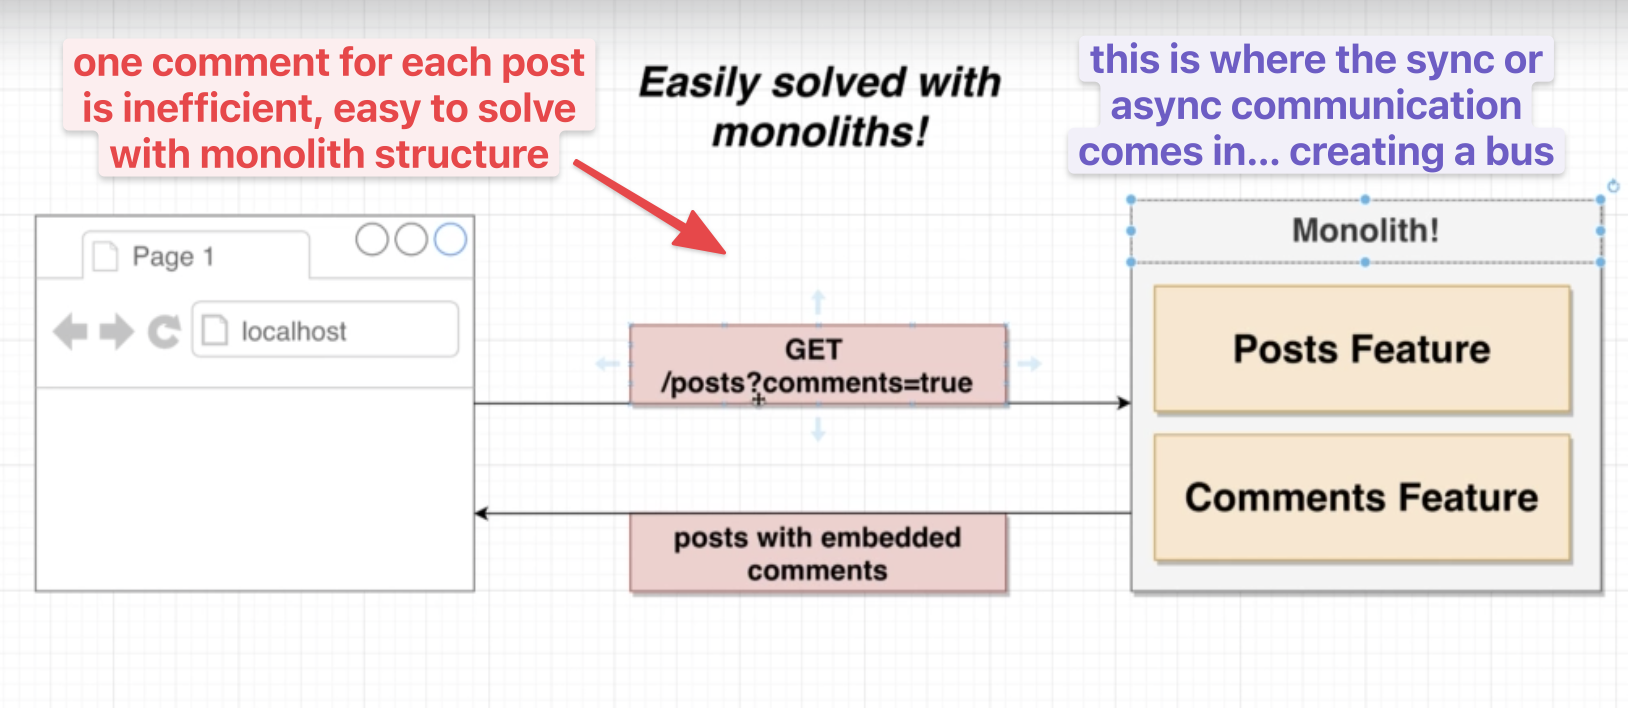 one comment for each post
is inefficient, easy to solve
with monolith structure
Easily solved with
monoliths!
this is where the sync or
async communication
comes in... creating a bus
Page 1
localhost
GET
/posts?comments=true
posts with embedded
comments
Monolith!
Posts Feature
Comments Feature